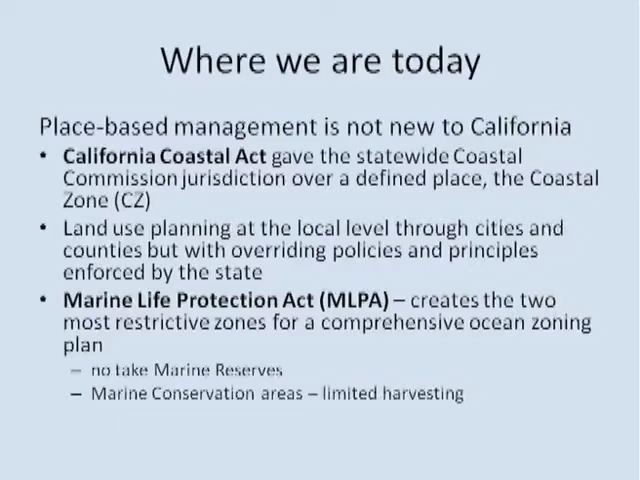 Where we are today
Place-based management is not new to California
• California Coastal Act gave the statewide Coastal
Commission jurisdiction over a defined place, the Coastal
Zone (CZ)
• Land use planning at the local level through cities and
counties but with overriding policies and principles
enforced by the state
• Marine Life Protection Act (MLPA) – creates the two
most restrictive zones for a comprehensive ocean zoning
plan
– no take Marine Reserves
– Marine Conservation areas – limited harvesting